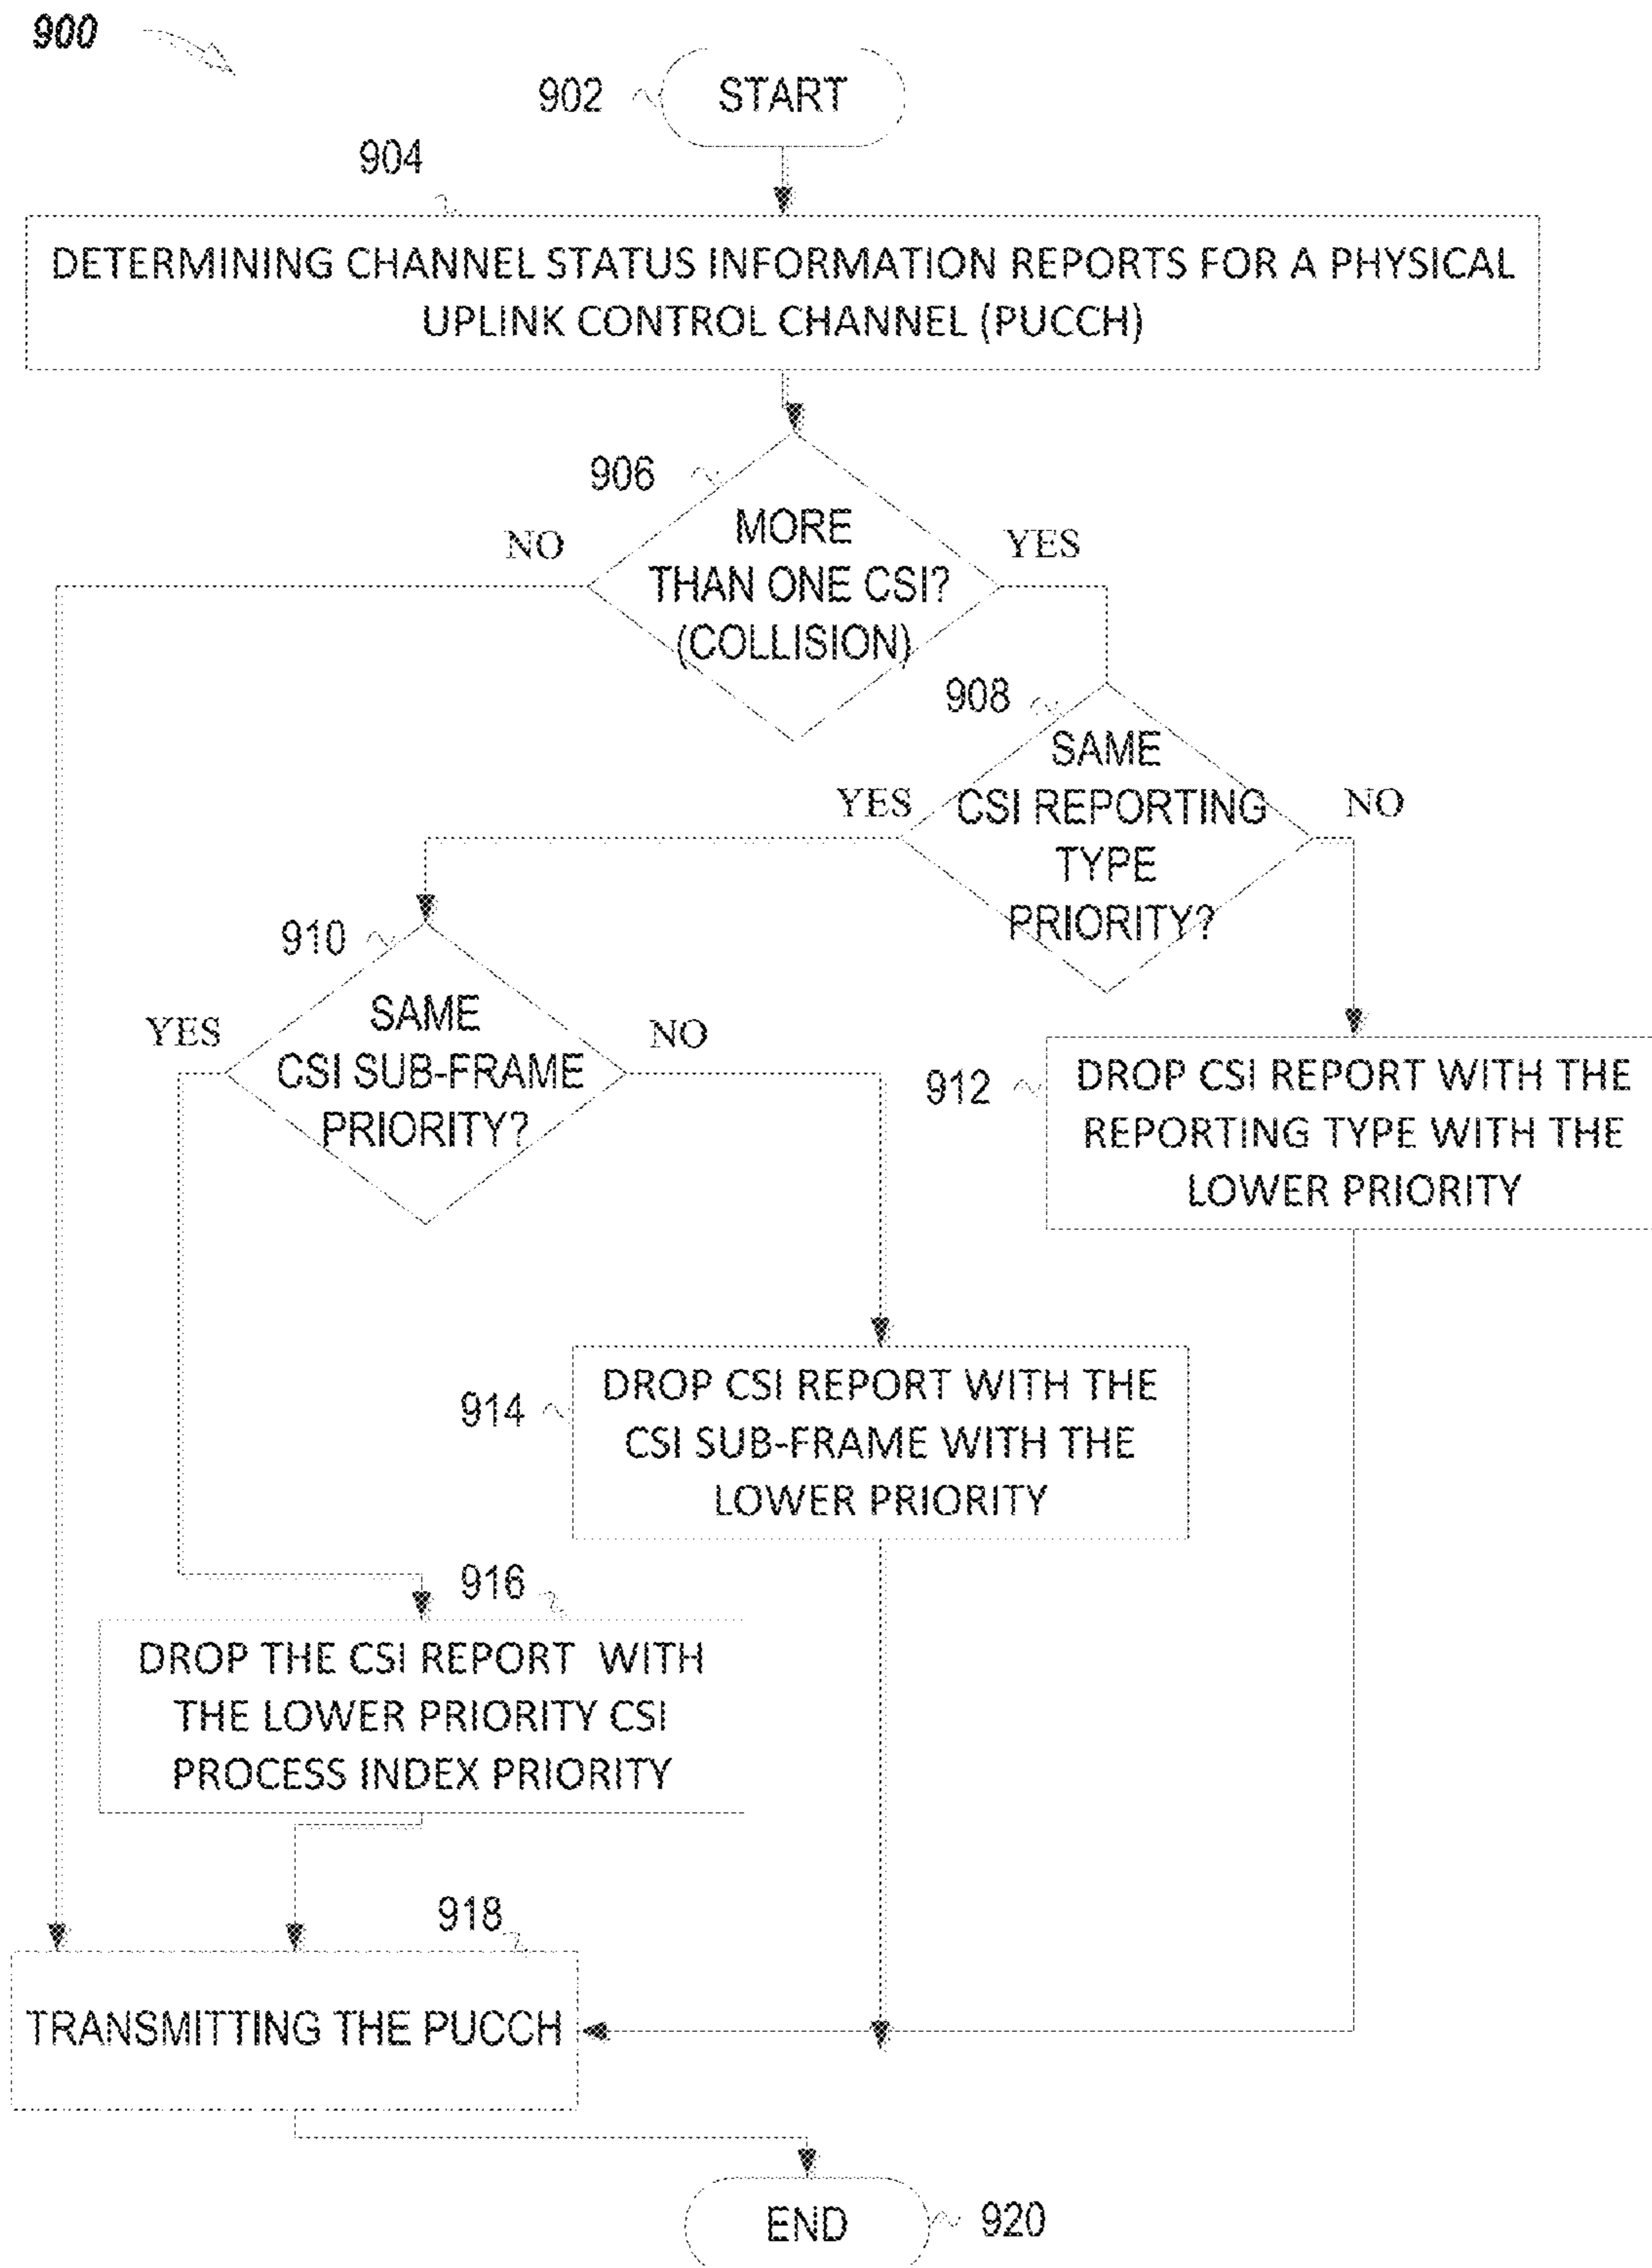 900
902
START
904
DETERMINING CHANNEL STATUS INFORMATION REPORTS FOR A PHYSICAL
UPLINK CONTROL CHANNEL (PUCCH)
906
NO
YES
MORE
THAN ONE CSI?
(COLLISION)
908
YES
NO
SAME
CSI REPORTING
TYPE
PRIORITY?
910
YES
NO
SAME
CSI SUB-FRAME
PRIORITY?
912
DROP CSI REPORT WITH THE
REPORTING TYPE WITH THE
LOWER PRIORITY
914
DROP CSI REPORT WITH THE
CSI SUB-FRAME WITH THE
LOWER PRIORITY
916
DROP THE CSI REPORT WITH
THE LOWER PRIORITY CSI
PROCESS INDEX PRIORITY
918
TRANSMITTING THE PUCCH
END
920